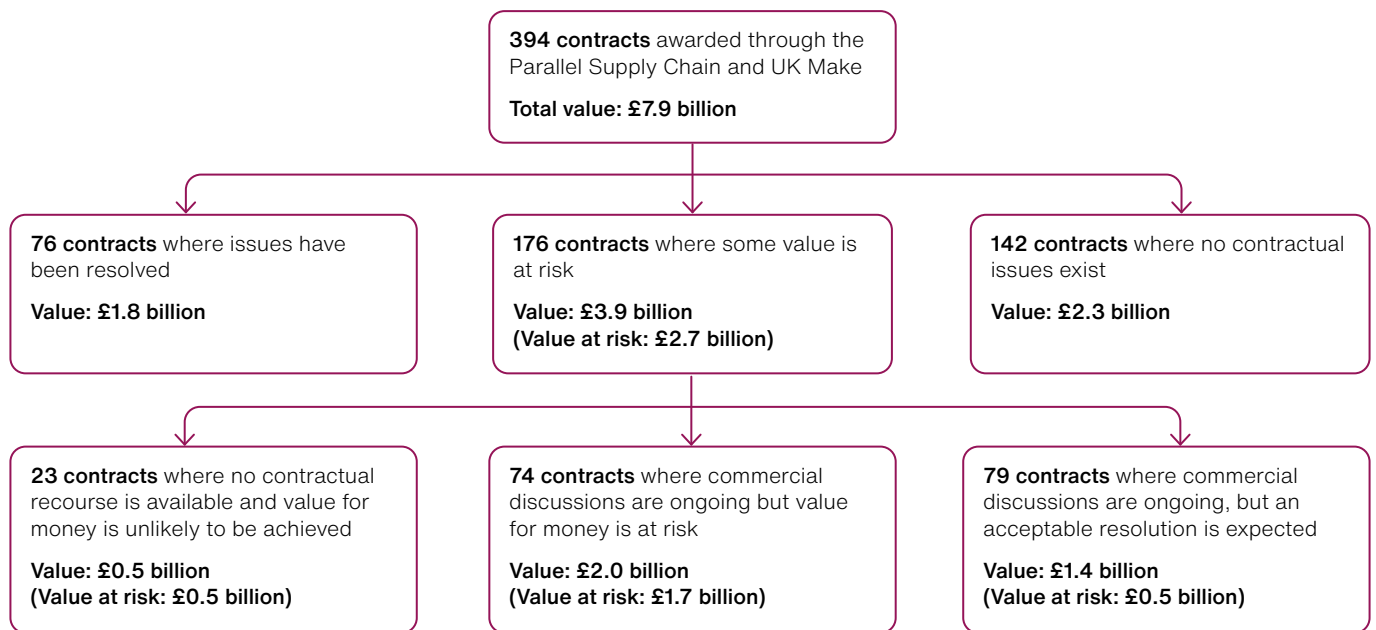 394 contracts awarded through the
Parallel Supply Chain and UK Make
Total value: £7.9 billion
76 contracts where issues have
been resolved
Value: £1.8 billion
176 contracts where some value is
at risk
Value: £3.9 billion
(Value at risk: £2.7 billion)
142 contracts where no contractual
issues exist
Value: £2.3 billion
23 contracts where no contractual
recourse is available and value for
money is unlikely to be achieved
Value: £0.5 billion
(Value at risk: £0.5 billion)
74 contracts where commercial
discussions are ongoing but value
for money is at risk
Value: £2.0 billion
(Value at risk: £1.7 billion)
79 contracts where commercial
discussions are ongoing, but an
acceptable resolution is expected
Value: £1.4 billion
(Value at risk: £0.5 billion)